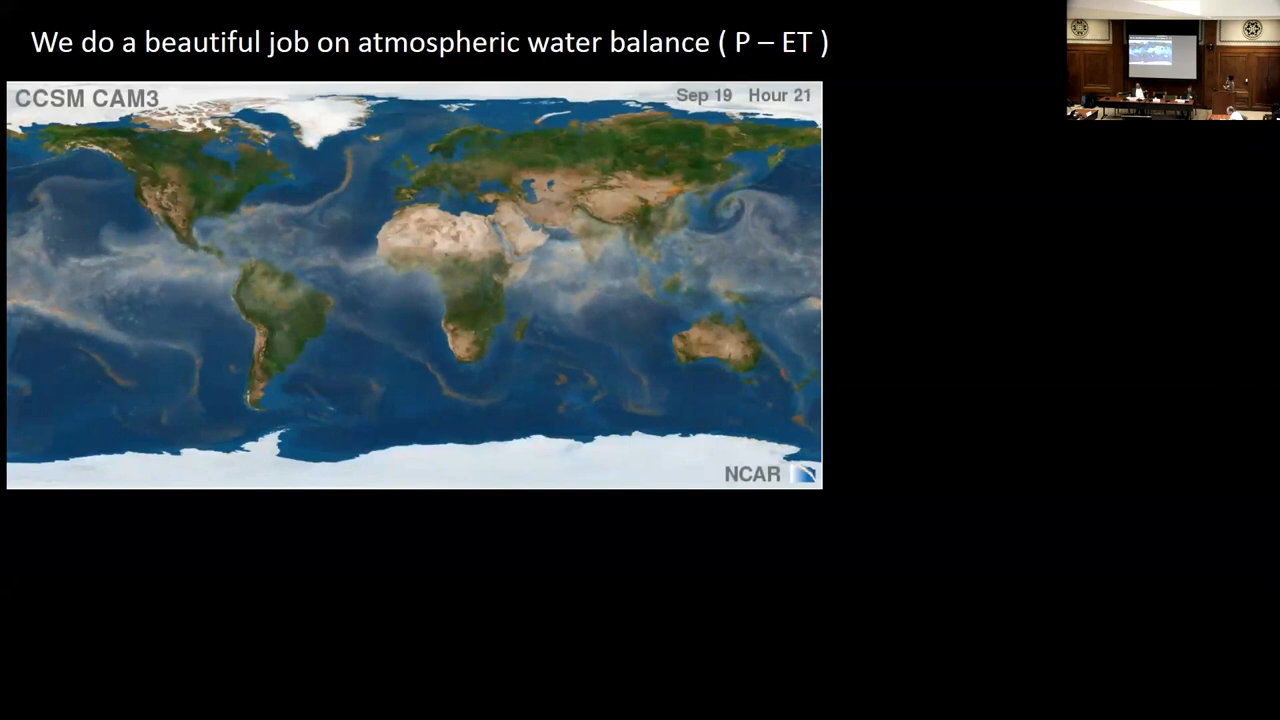 We do a beautiful job on atmospheric water balance ( P – ET )
CCSM CAM3
Sep 19 Hour 21
NCAR